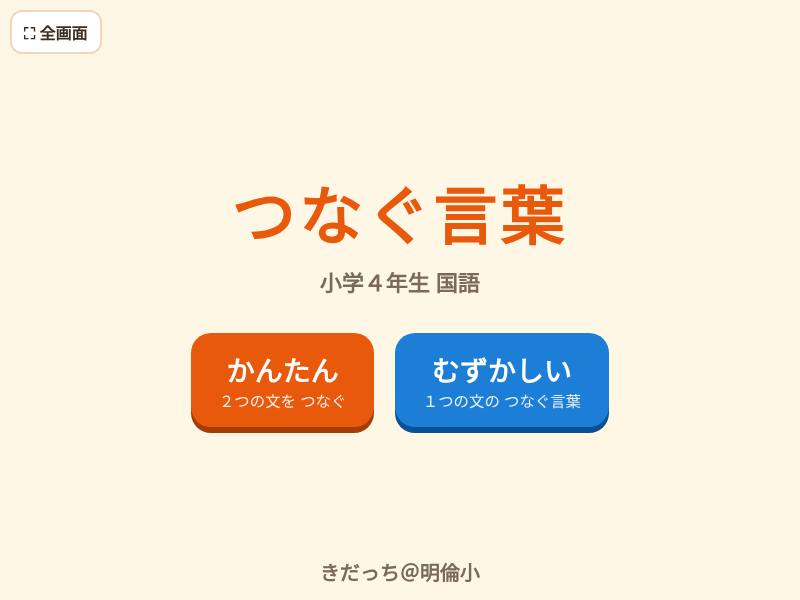 全画面
つなぐ言葉
小学４年生 国語
かんたん
２つの文を つなぐ
むずかしい
１つの文の つなぐ言葉
きだっち＠明倫小